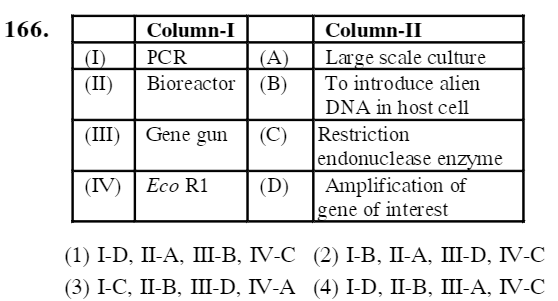 166.
Column-I Column-II
(I) PCR (A) Large scale culture
(II) Bioreactor (B) To introduce alien
DNA in host cell
(III) Gene gun (C) Restriction
endonuclease enzyme
(IV) Eco R1 (D) Amplification of
gene of interest
(1) I-D, II-A, III-B, IV-C (2) I-B, II-A, III-D, IV-C
(3) I-C, II-B, III-D, IV-A (4) I-D, II-B, III-A, IV-C